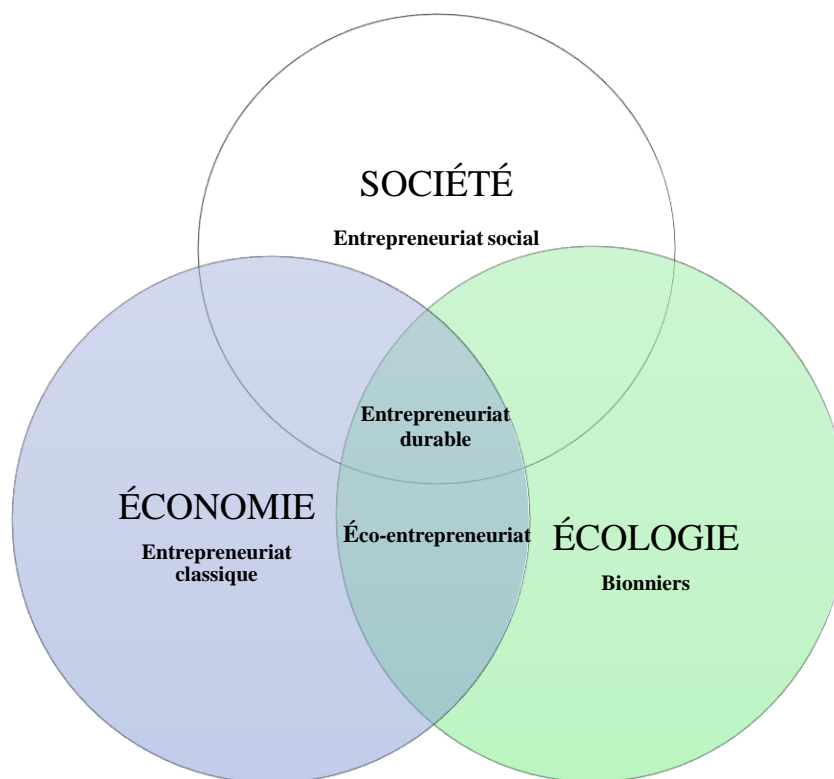 SOCIÉTÉ
Entrepreneuriat social
Entrepreneuriat
durable
ÉCONOMIE
Entrepreneuriat
classique
Éco-entrepreneuriat
ÉCOLOGIE
Bionniers